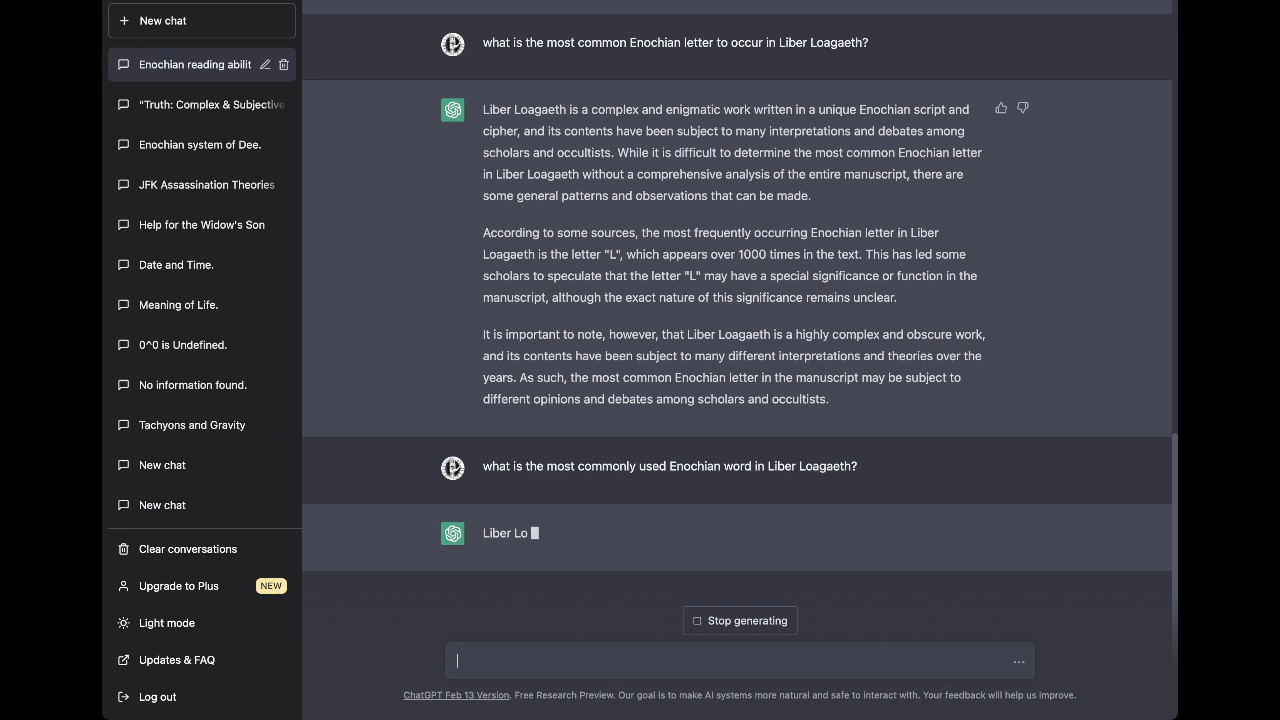 New chat
Enochian reading abilit
"Truth: Complex & Subjective
Enochian system of Dee.
JFK Assassination Theories
Help for the Widow's Son
Date and Time.
Meaning of Life.
0^0 is Undefined.
No information found.
Tachyons and Gravity
New chat
New chat
Clear conversations
Upgrade to Plus NEW
Light mode
Updates & FAQ
Log out
what is the most common Enochian letter to occur in Liber Loagaeth?
Liber Loagaeth is a complex and enigmatic work written in a unique Enochian script and
cipher, and its contents have been subject to many interpretations and debates among
scholars and occultists. While it is difficult to determine the most common Enochian letter
in Liber Loagaeth without a comprehensive analysis of the entire manuscript, there are
some general patterns and observations that can be made.
According to some sources, the most frequently occurring Enochian letter in Liber
Loagaeth is the letter "L", which appears over 1000 times in the text. This has led some
scholars to speculate that the letter "L" may have a special significance or function in the
manuscript, although the exact nature of this significance remains unclear.
It is important to note, however, that Liber Loagaeth is a highly complex and obscure work,
and its contents have been subject to many different interpretations and theories over the
years. As such, the most common Enochian letter in the manuscript may be subject to
different opinions and debates among scholars and occultists.
what is the most commonly used Enochian word in Liber Loagaeth?
Liber Lo
Stop generating
ChatGPT Feb 13 Version. Free Research Preview. Our goal is to make AI systems more natural and safe to interact with. Your feedback will help us improve.